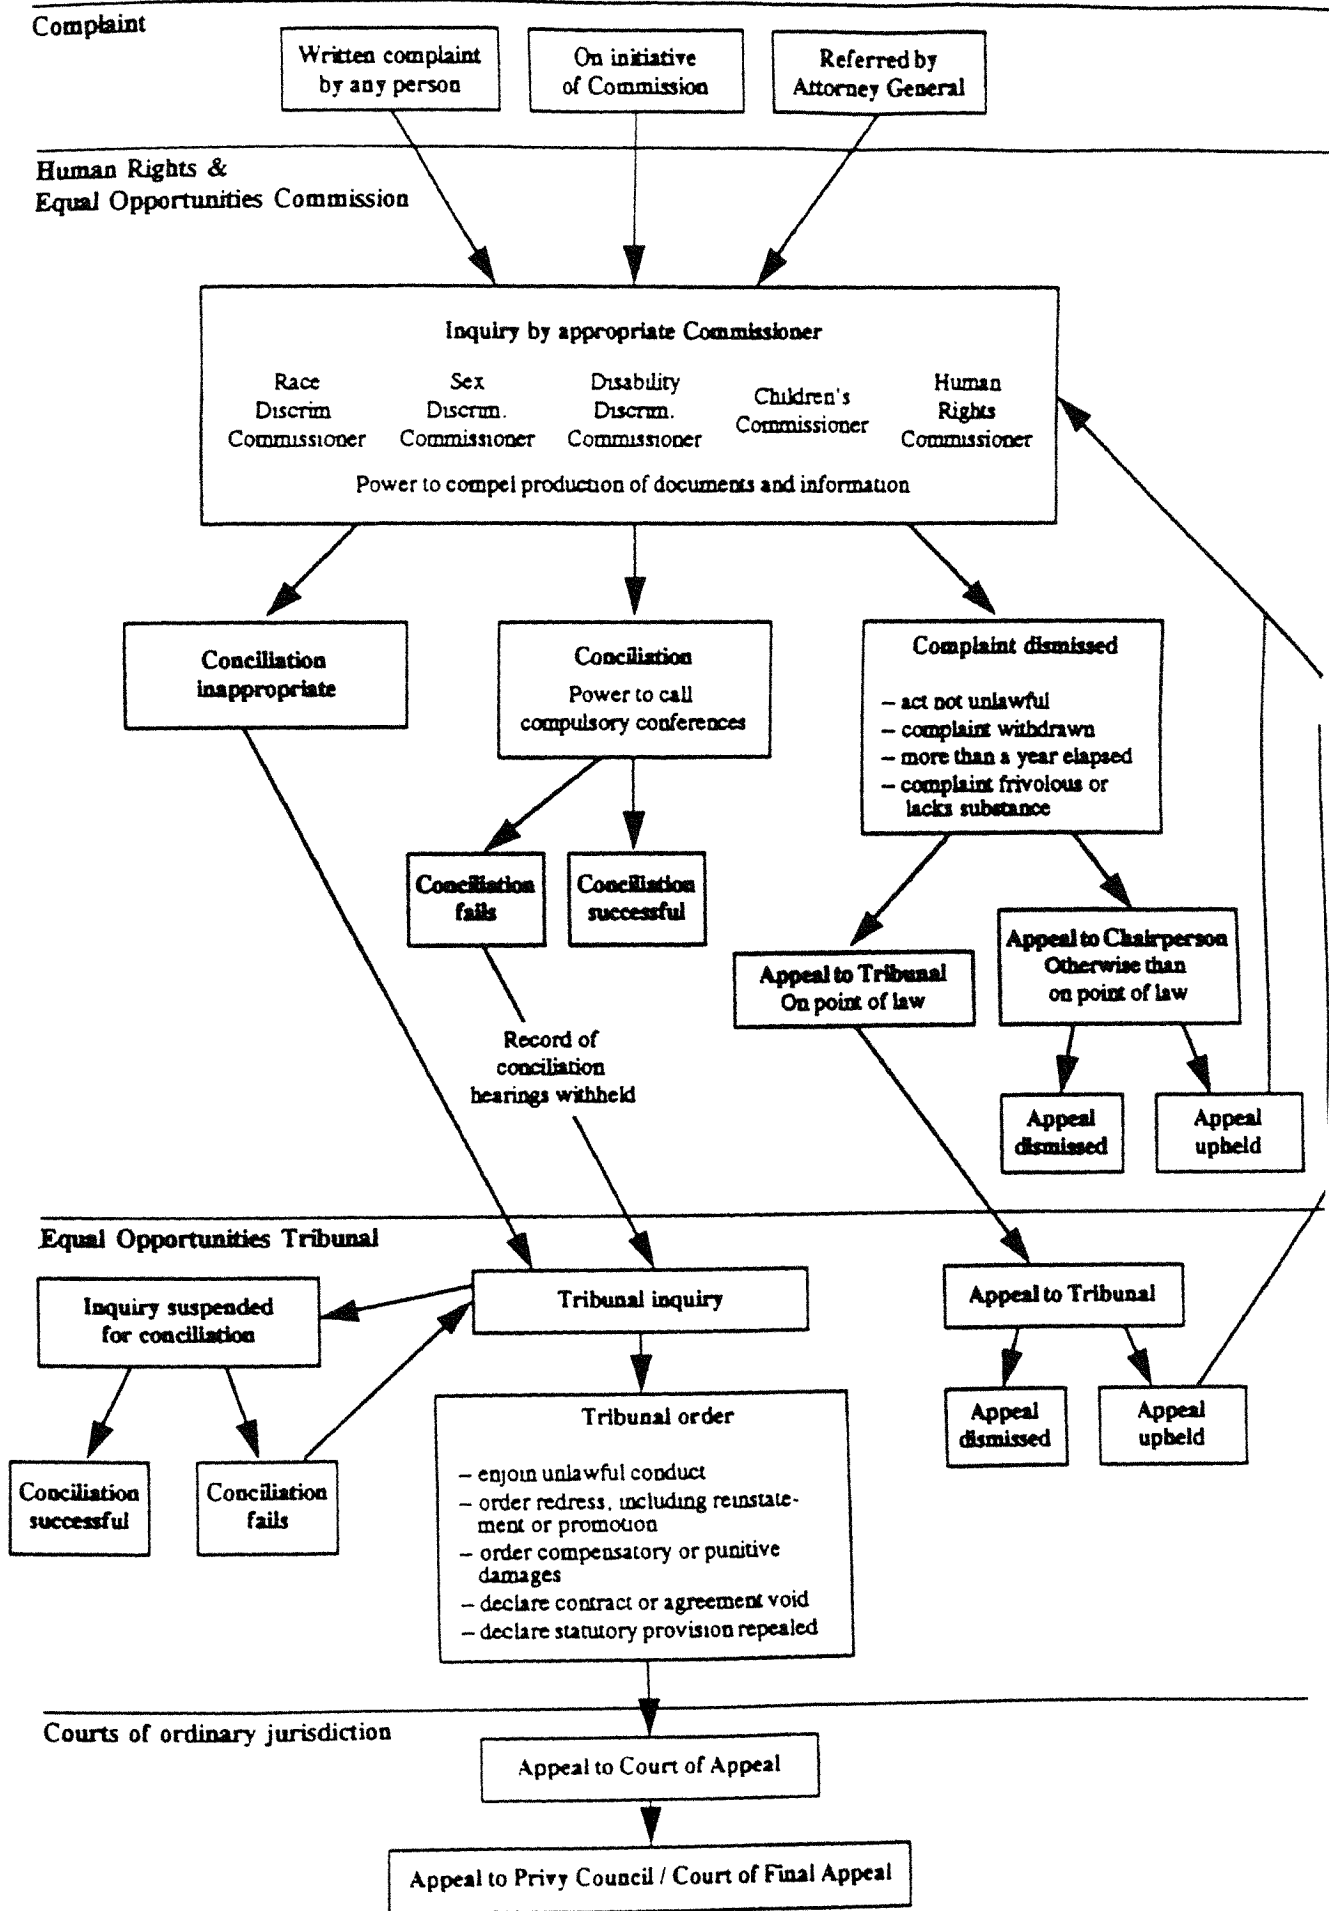 Complaint
Written complaint
by any person
On initiative
of Commission
Referred by
Attorney General
Human Rights &
Equal Opportunities Commission
Inquiry by appropriate Commissioner
Race
Discrim
Commissioner
Sex
Discrim.
Commissioner
Disability
Discrim.
Commissioner
Children's
Commissioner
Human
Rights
Commissioner
Power to compel production of documents and information
Conciliation
inappropriate
Conciliation
Power to call
compulsory conferences
Complaint dismissed
– act not unlawful
– complaint withdrawn
– more than a year elapsed
– complaint frivolous or
lacks substance
Conciliation
fails
Conciliation
successful
Appeal to Tribunal
On point of law
Appeal to Chairperson
Otherwise than
on point of law
Record of
conciliation
hearings withheld
Appeal
dismissed
Appeal
upheld
Equal Opportunities Tribunal
Inquiry suspended
for conciliation
Tribunal inquiry
Appeal to Tribunal
Conciliation
successful
Conciliation
fails
Tribunal order
– enjoin unlawful conduct
– order redress, including reinstate-
ment or promotion
– order compensatory or punitive
damages
– declare contract or agreement void
– declare statutory provision repealed
Appeal
dismissed
Appeal
upheld
Courts of ordinary jurisdiction
Appeal to Court of Appeal
Appeal to Privy Council / Court of Final Appeal